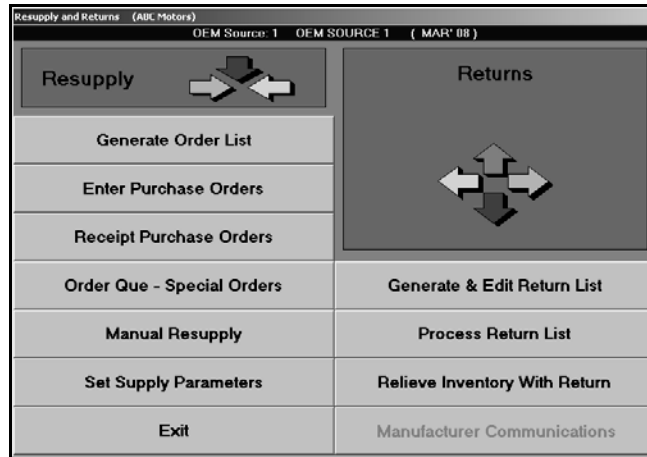 Resupply and Returns (ABC Motors)
OEM Source: 1 OEM SOURCE 1 ( MAR' 08 )
Resupply
Returns
Generate Order List
Enter Purchase Orders
Receipt Purchase Orders
Order Que - Special Orders
Generate & Edit Return List
Manual Resupply
Process Return List
Set Supply Parameters
Relieve Inventory With Return
Exit
Manufacturer Communications